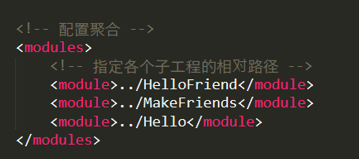 <!-- 配置聚合 -->
<modules>
<!-- 指定各个子工程的相对路径 -->
<module>../HelloFriend</module>
<module>../MakeFriends</module>
<module>../Hello</module>
</modules>